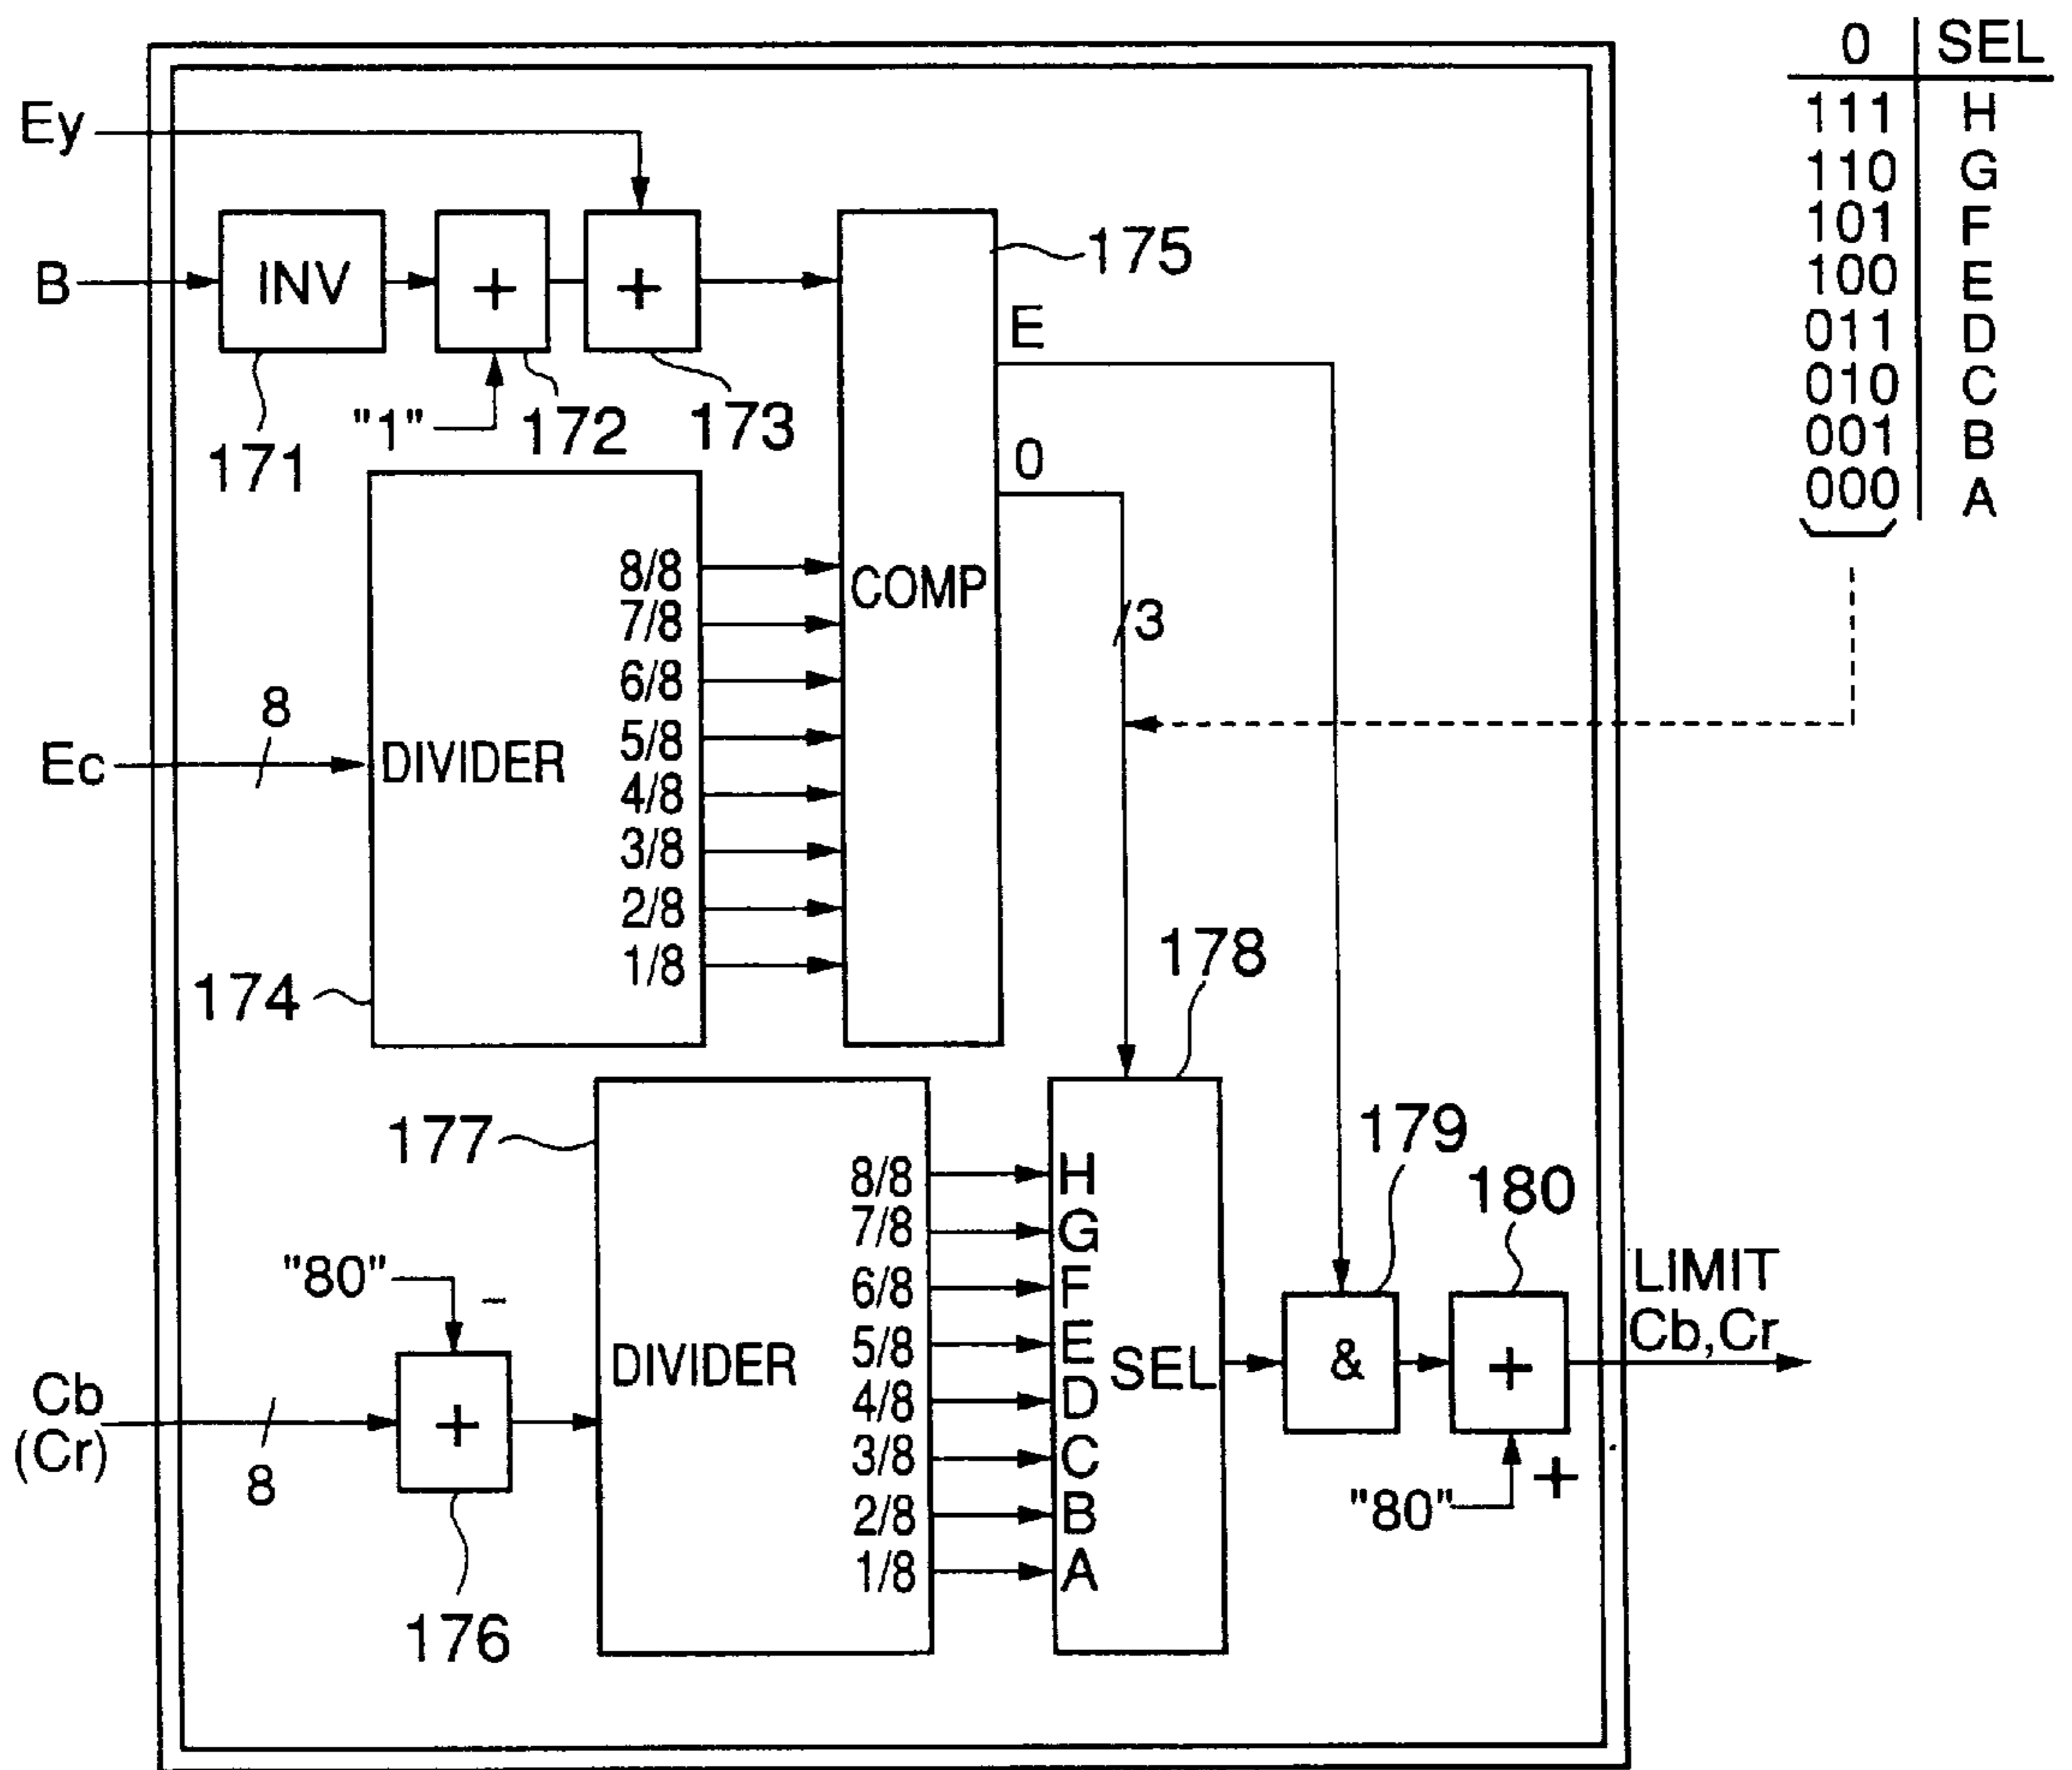 0 SEL
111 H
110 G
101 F
100 E
011 D
010 C
001 B
000 A
Ey
B
INV
+
+
175
"1"
172
173
171
E
0
8/8
7/8
6/8
5/8
4/8
3/8
2/8
1/8
COMP
3
Ec
8
DIVIDER
174
178
177
179
180
8/8
7/8
6/8
5/8
4/8
3/8
2/8
1/8
H
G
F
E
D
C
B
A
"80"
-
DIVIDER
SEL
&
+
LIMIT
Cb,Cr
Cb
(Cr)
8
+
"80"
+
176